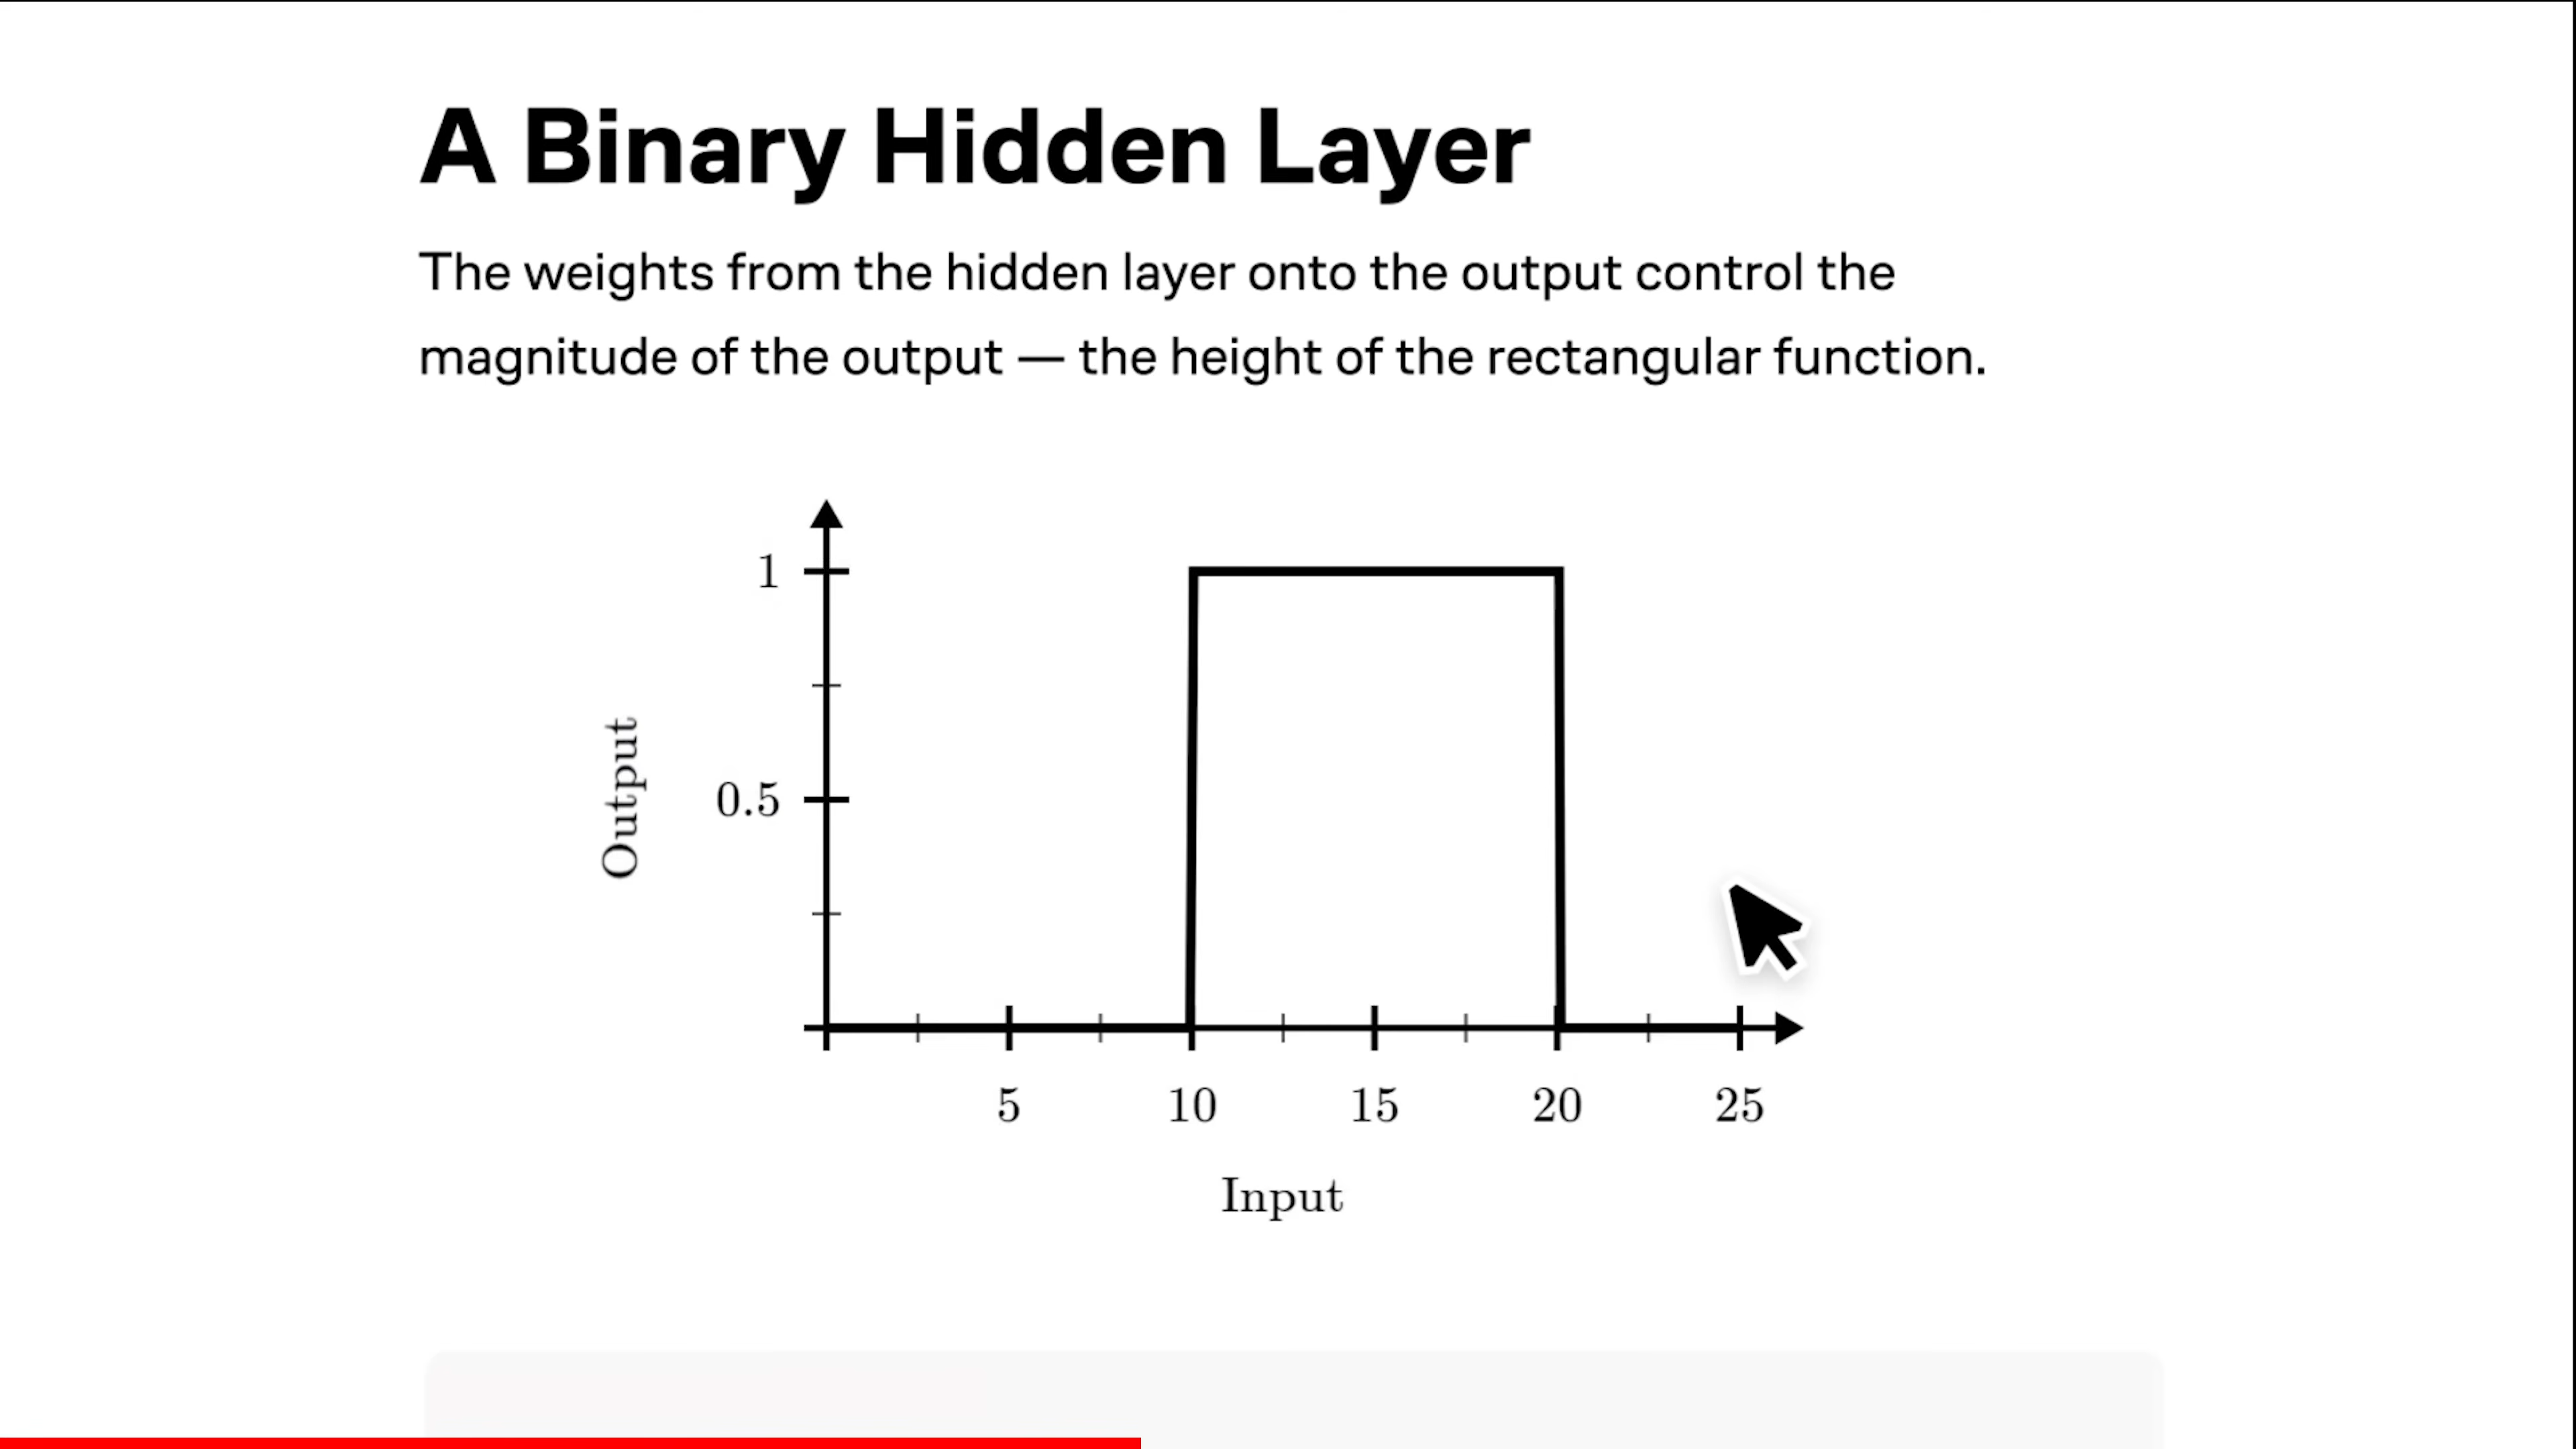 A Binary Hidden Layer
The weights from the hidden layer onto the output control the
magnitude of the output — the height of the rectangular function.
1
0.5
Output
5 10 15 20 25
Input